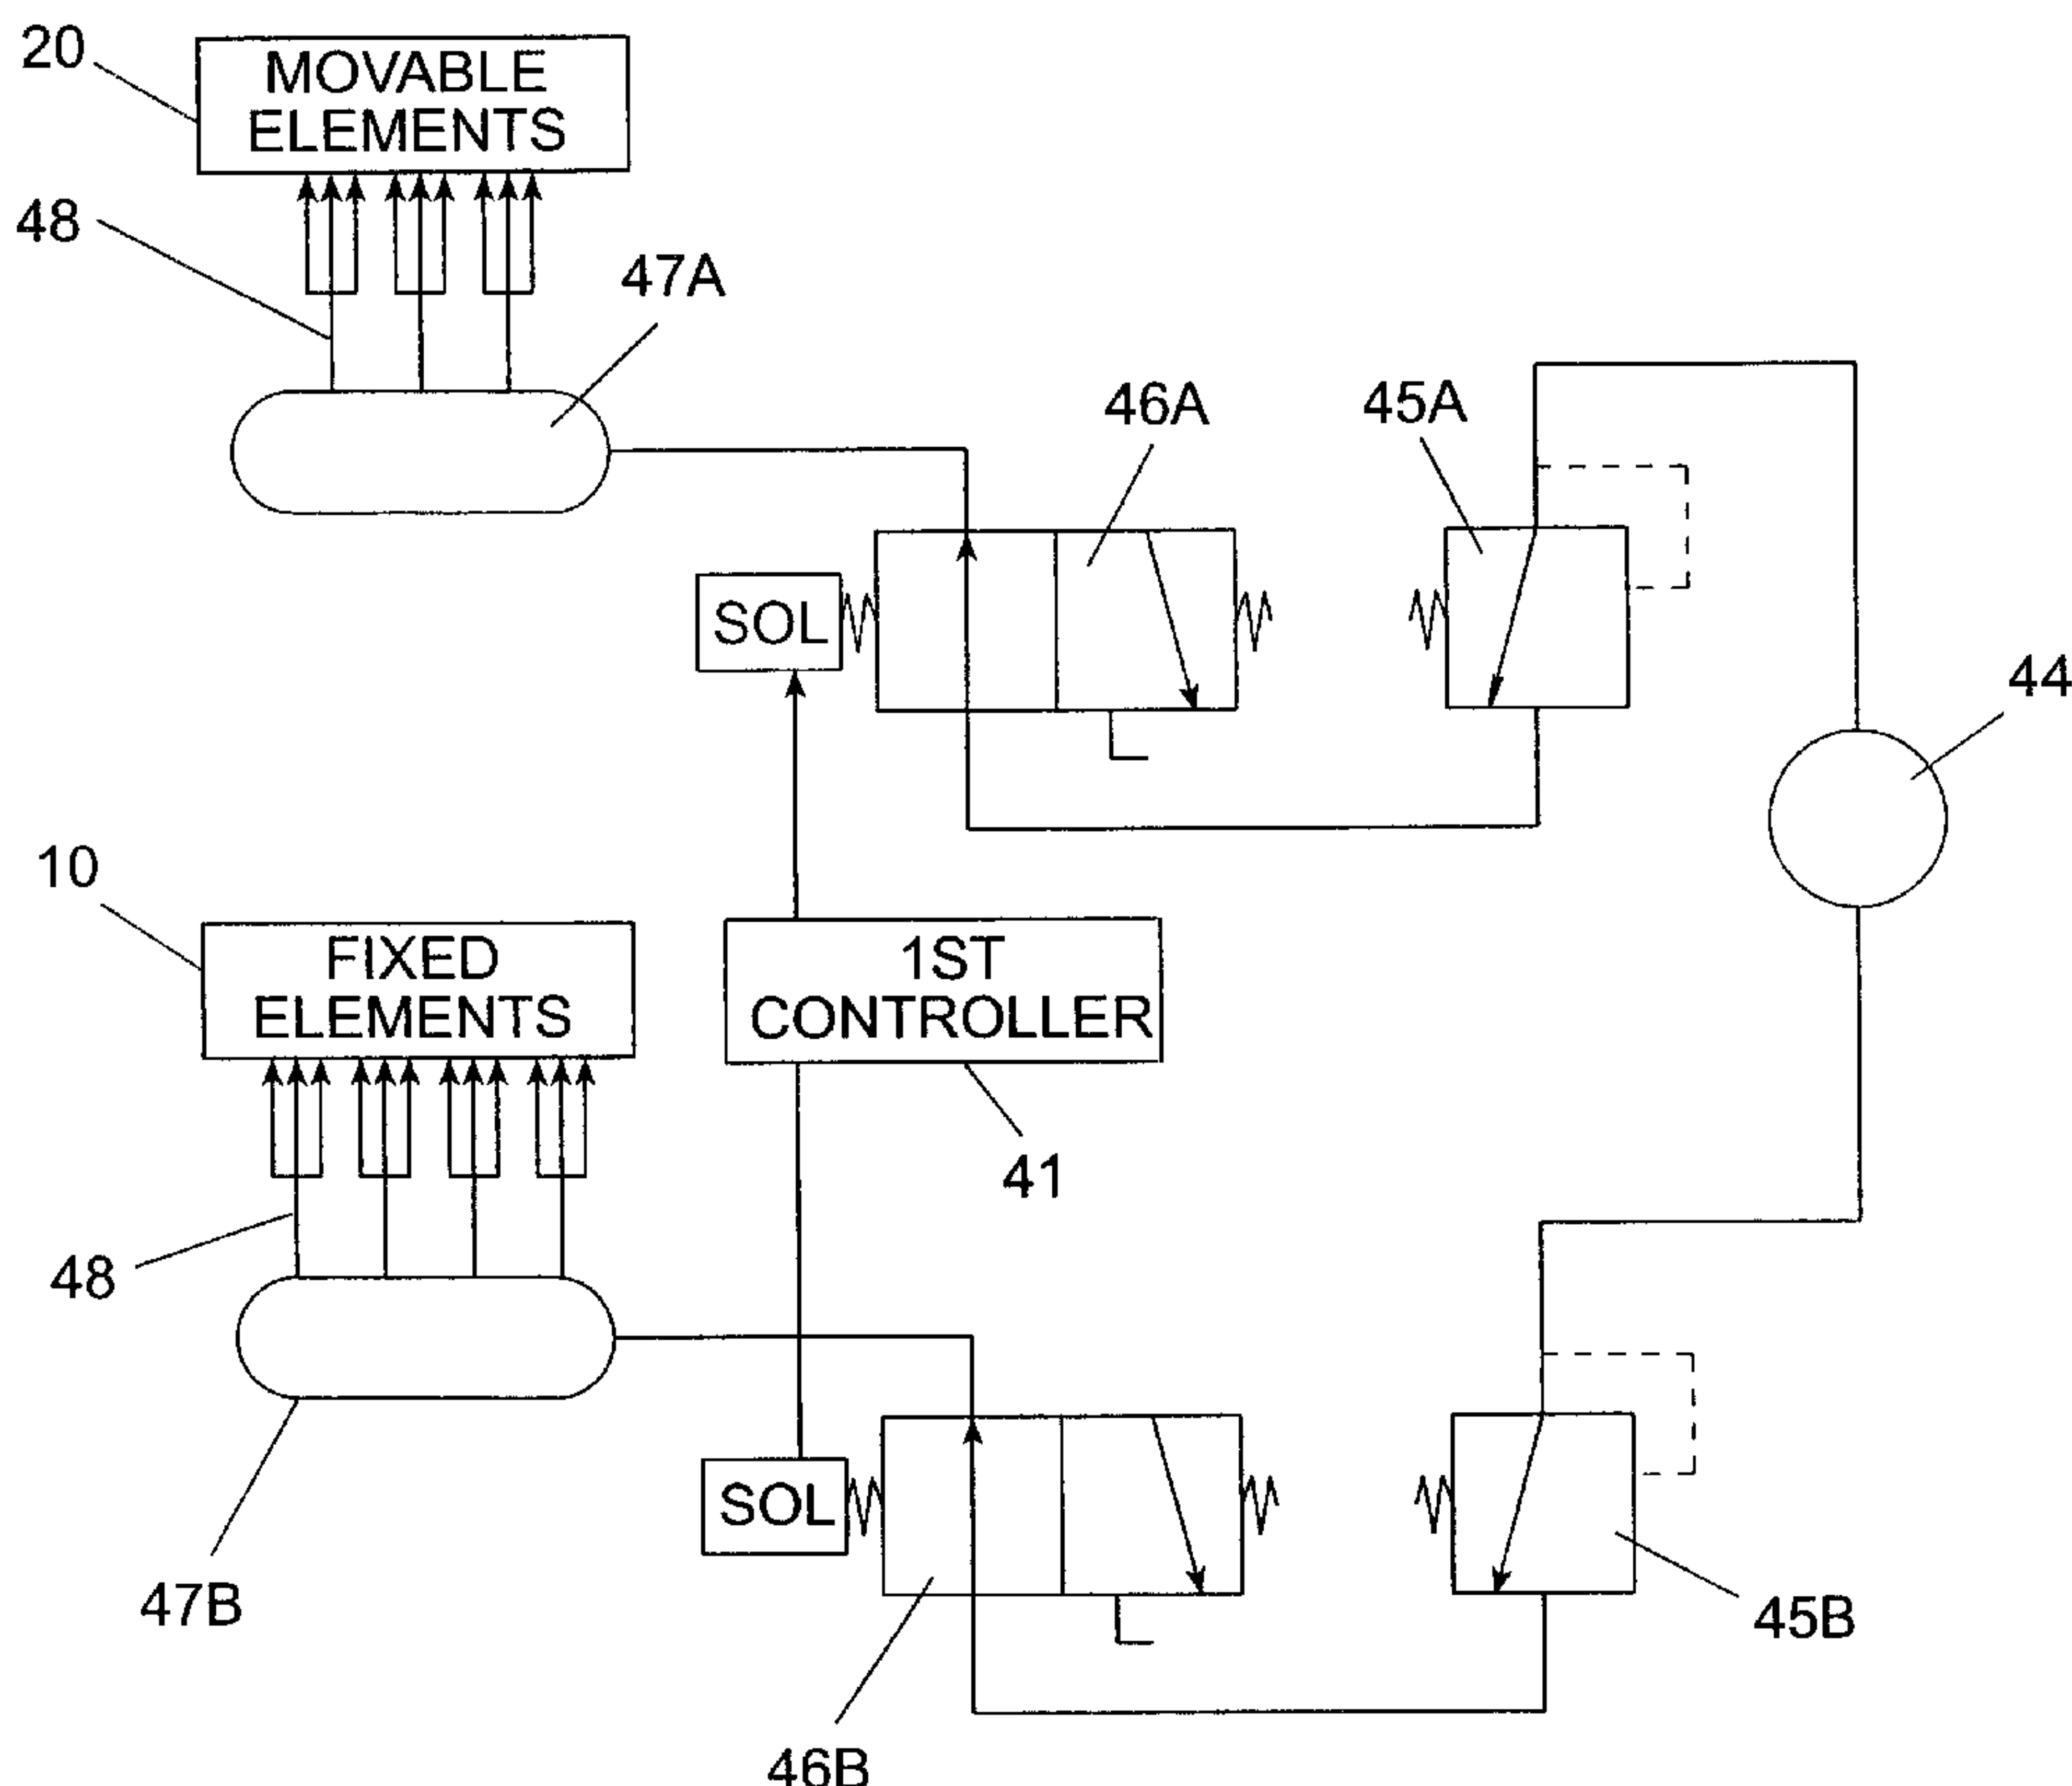 20
MOVABLE
ELEMENTS
48
47A
46A
45A
SOL
44
10
FIXED
ELEMENTS
1ST
CONTROLLER
41
48
SOL
47B
45B
46B